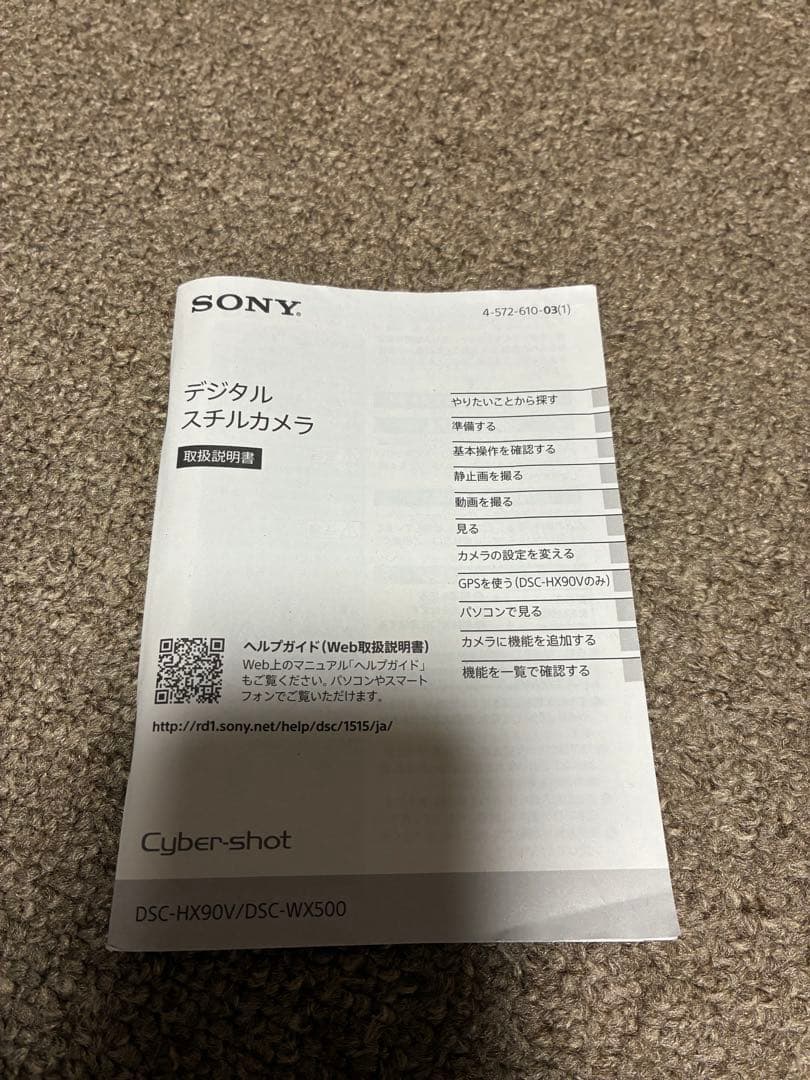 SONY®
4-572-610-03(1)
デジタル
スチルカメラ
取扱説明書
やりたいことから探す
準備する
基本操作を確認する
静止画を撮る
動画を撮る
見る
カメラの設定を変える
GPSを使う(DSC-HX90Vのみ)
パソコンで見る
カメラに機能を追加する
機能を一覧で確認する
ヘルプガイド(Web取扱説明書)
Web上のマニュアル「ヘルプガイド」
もご覧ください。パソコンやスマート
フォンでご覧いただけます。
http://rd1.sony.net/help/dsc/1515/ja/
Cyber-shot
DSC-HX90V/DSC-WX500